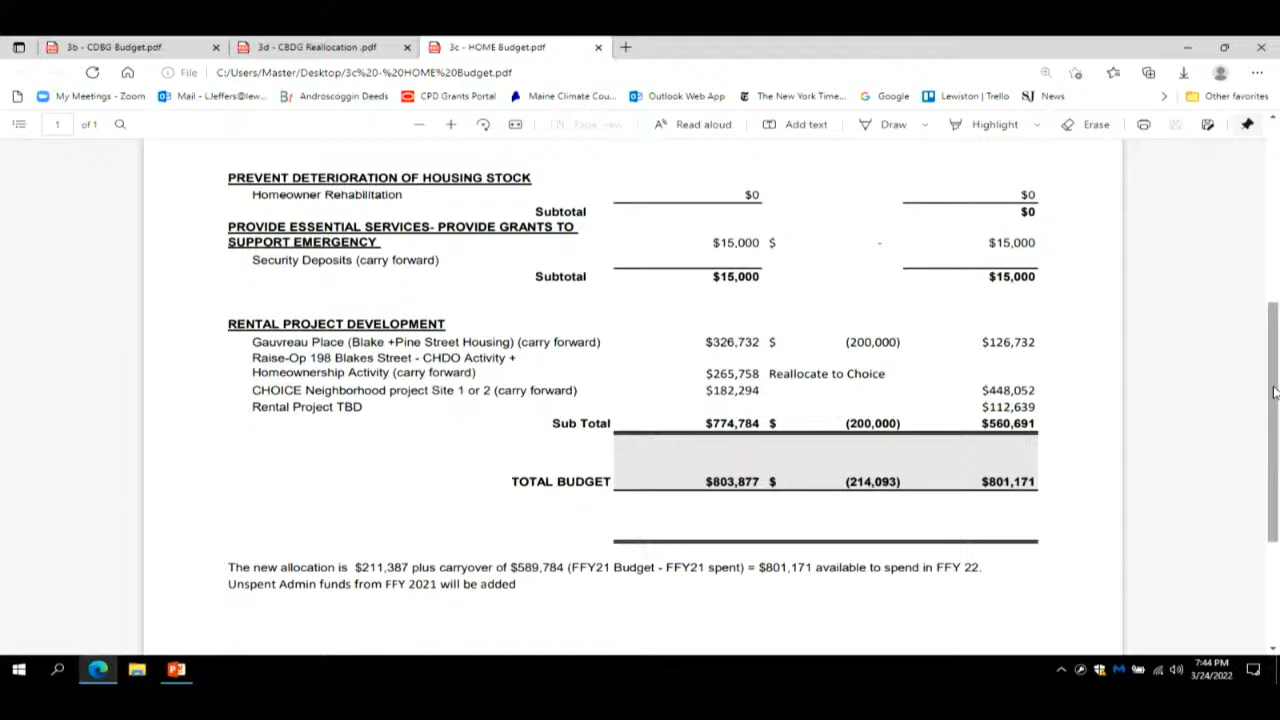 3b - CDBG Budget.pdf
3d - CBDG Reallocation .pdf
3c - HOME Budget.pdf
File C:/Users/Master/Desktop/3c%20-%20HOME%20Budget.pdf
My Meetings - Zoom Mail - LJeffers@lew... Androscoggin Deeds CPD Grants Portal Maine Climate Cou... Outlook Web App The New York Time... Google Lewiston | Trello News Other favorites
1 of 1 Page view Read aloud Add text Draw Highlight Erase
PREVENT DETERIORATION OF HOUSING STOCK
Homeowner Rehabilitation $0 $0
Subtotal $0
PROVIDE ESSENTIAL SERVICES- PROVIDE GRANTS TO
SUPPORT EMERGENCY $15,000 $ - $15,000
Security Deposits (carry forward)
Subtotal $15,000 $15,000
RENTAL PROJECT DEVELOPMENT
Gauvreau Place (Blake +Pine Street Housing) (carry forward) $326,732 $ (200,000) $126,732
Raise-Op 198 Blakes Street - CHDO Activity +
Homeownership Activity (carry forward) $265,758 Reallocate to Choice
CHOICE Neighborhood project Site 1 or 2 (carry forward) $182,294 $448,052
Rental Project TBD $112,639
Sub Total $774,784 $ (200,000) $560,691
TOTAL BUDGET $803,877 $ (214,093) $801,171
The new allocation is $211,387 plus carryover of $589,784 (FFY21 Budget - FFY21 spent) = $801,171 available to spend in FFY 22.
Unspent Admin funds from FFY 2021 will be added
7:44 PM
3/24/2022